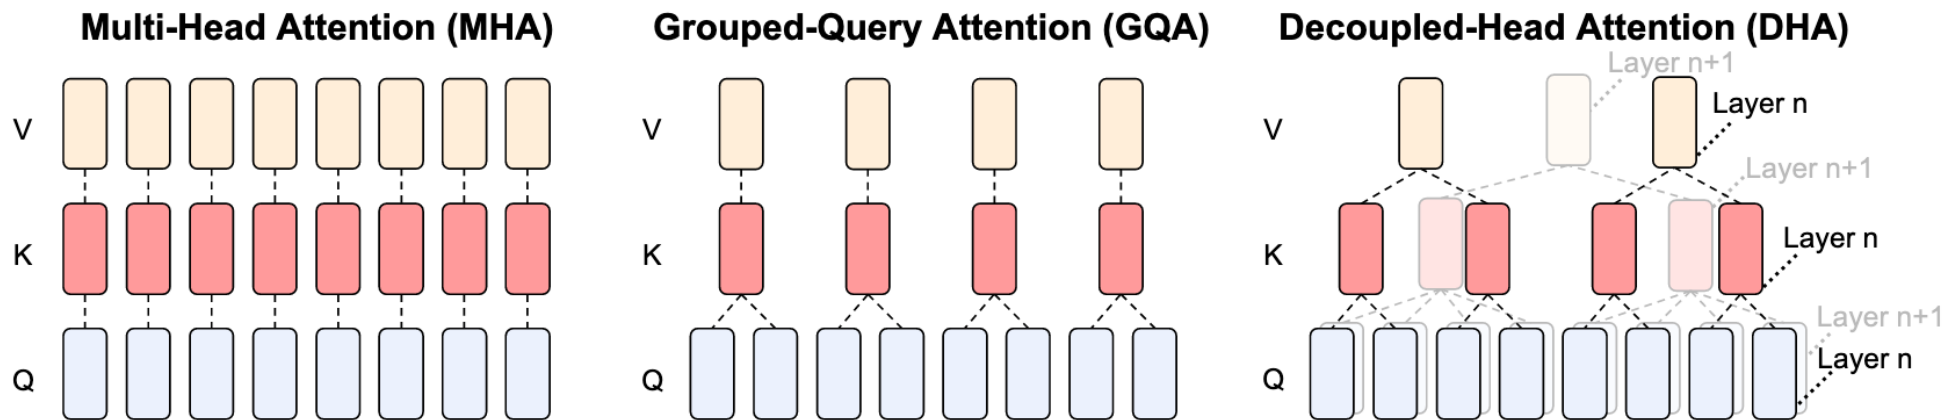 Multi-Head Attention (MHA)
V
K
Q
Grouped-Query Attention (GQA)
V
K
Q
Decoupled-Head Attention (DHA)
Layer n+1
Layer n
V
Layer n+1
Layer n
K
Layer n+1
Layer n
Q